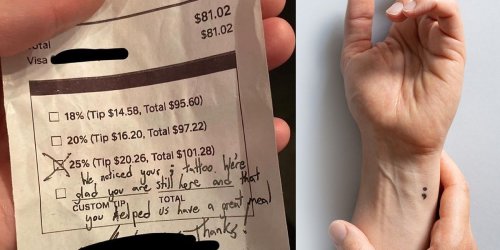 $81.02
otal $81.02
Visa
18% (Tip $14.58, Total $95.60)
20% (Tip $16.20, Total $97.22)
25% (Tip $20.26, Total $101.28)
We noticed your ; tattoo. We're
glad you are still here and that
CUSTOM TIP TOTAL
you helped us have a great meal
Thanks!
;